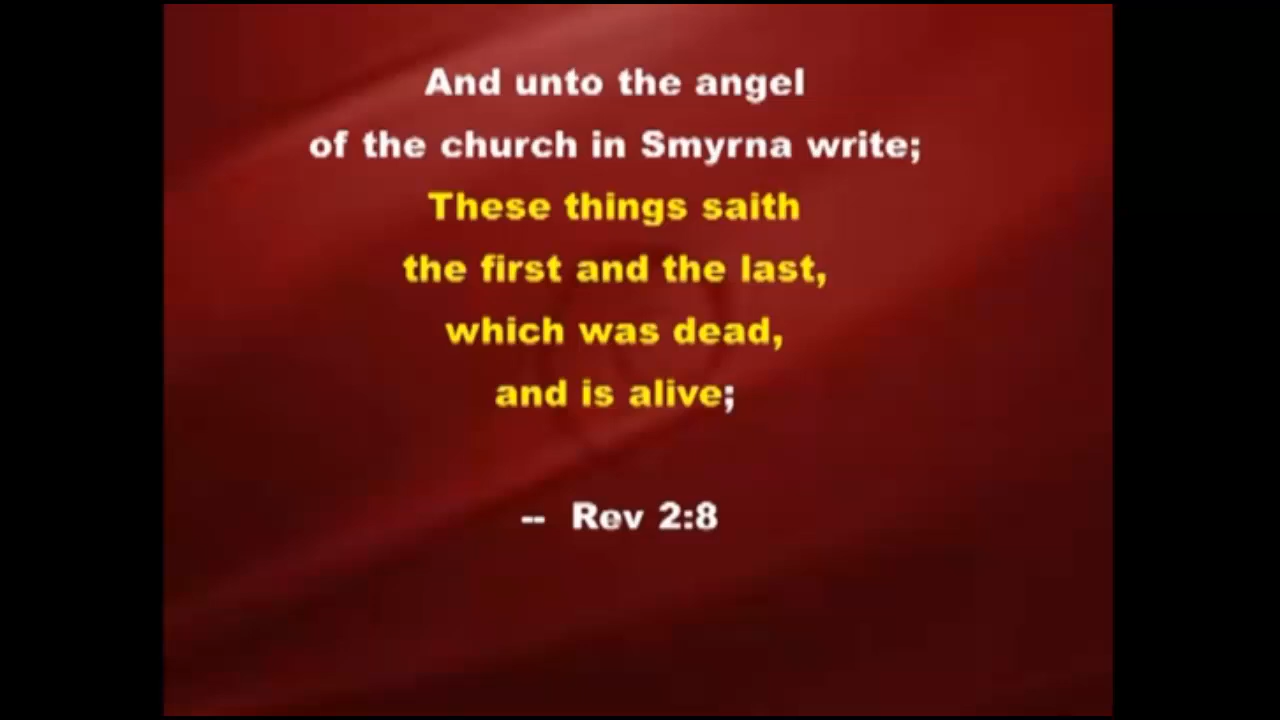 And unto the angel
of the church in Smyrna write;
These things saith
the first and the last,
which was dead,
and is alive;
-- Rev 2:8